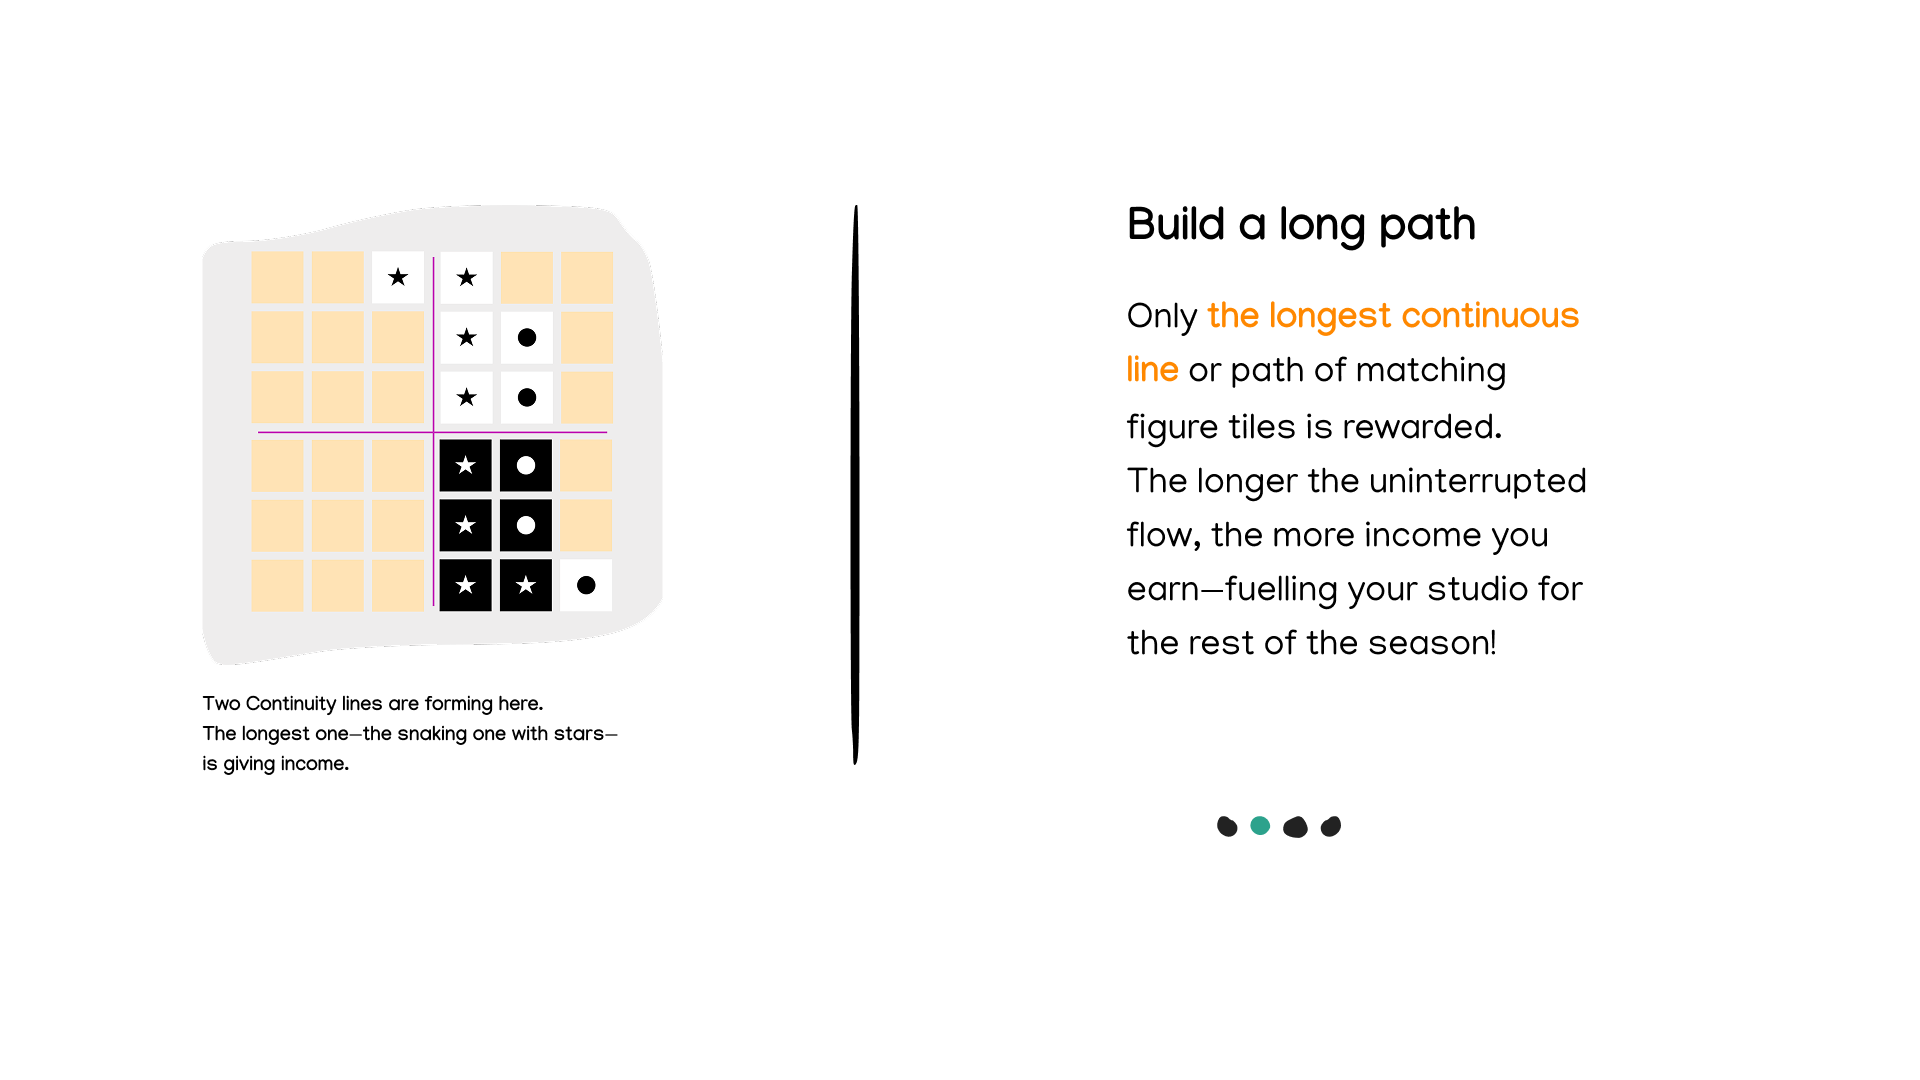 Two Continuity lines are forming here.
The longest one—the snaking one with stars—
is giving income.
Build a long path
Only the longest continuous
line or path of matching
figure tiles is rewarded.
The longer the uninterrupted
flow, the more income you
earn—fuelling your studio for
the rest of the season!